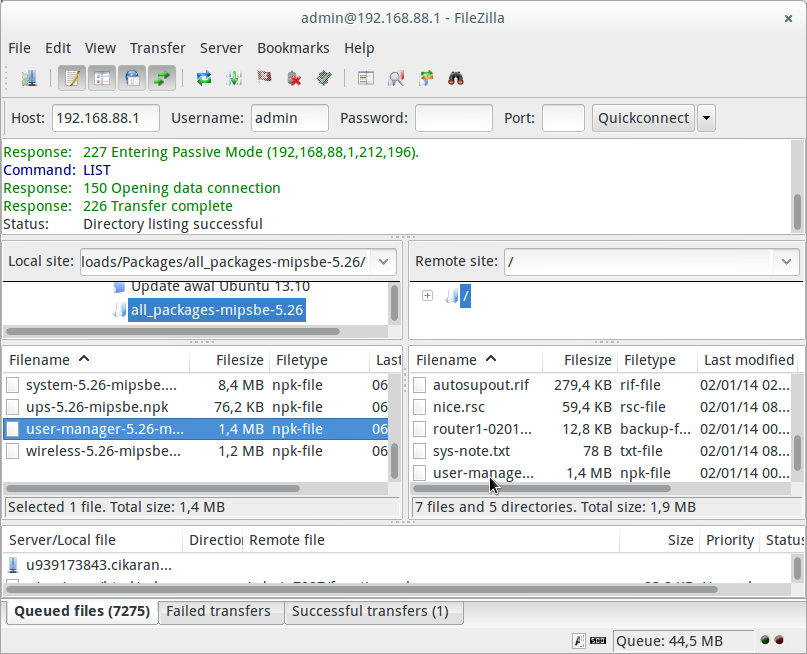 admin@192.168.88.1 - FileZilla
File Edit View Transfer Server Bookmarks Help
Host: 192.168.88.1 Username: admin Password: Port: Quickconnect
Response: 227 Entering Passive Mode (192,168,88,1,212,196).
Command: LIST
Response: 150 Opening data connection
Response: 226 Transfer complete
Status: Directory listing successful
Local site: loads/Packages/all_packages-mipsbe-5.26/
Update awal Ubuntu 13.10
all_packages-mipsbe-5.26
Remote site: /
/
Filename Filesize Filetype Last
system-5.26-mipsbe.... 8,4 MB npk-file 06
ups-5.26-mipsbe.npk 76,2 KB npk-file 06
user-manager-5.26-m... 1,4 MB npk-file 06
wireless-5.26-mipsbe... 1,2 MB npk-file 06
Selected 1 file. Total size: 1,4 MB
Filename Filesize Filetype Last modified
autosupout.rif 279,4 KB rif-file 02/01/14 02...
nice.rsc 59,4 KB rsc-file 02/01/14 08...
router1-0201... 12,8 KB backup-f... 02/01/14 00...
sys-note.txt 78 B txt-file 02/01/14 08...
user-manage... 1,4 MB npk-file 02/01/14 00...
7 files and 5 directories. Total size: 1,9 MB
Server/Local file Direction Remote file Size Priority Status
u939173843.cikaran...
Queued files (7275) Failed transfers Successful transfers (1)
Queue: 44,5 MB